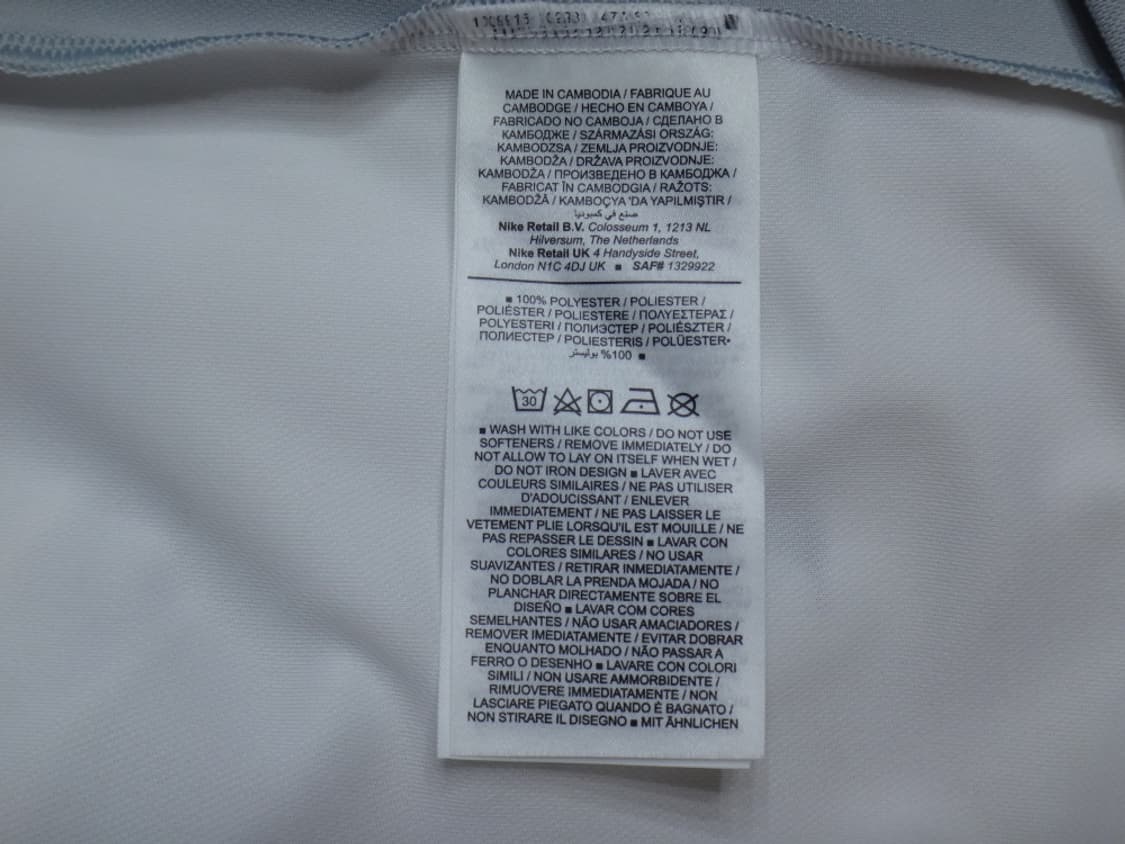 MADE IN CAMBODIA / FABRIQUE AU
CAMBODGE / HECHO EN CAMBOYA /
FABRICADO NO CAMBOJA / СДЕЛАНО В
КАМБОДЖЕ / SZÁRMAZÁSI ORSZÁG:
KAMBODZSA / ZEMLJA PROIZVODNJE:
KAMBODŽA / DRŽAVA PROIZVODNJE:
KAMBODŽA / ПРОИЗВЕДЕНО В КАМБОДЖА /
FABRICAT ÎN CAMBODGIA / RAŽOTS:
KAMBODŽĀ / KAMBOÇYA 'DA YAPILMIŞTIR /
صنع في كمبوديا
Nike Retail B.V. Colosseum 1, 1213 NL
Hilversum, The Netherlands
Nike Retail UK 4 Handyside Street,
London N1C 4DJ UK ■ SAF# 1329922
■ 100% POLYESTER / POLIESTER /
POLIÉSTER / POLIESTERE / ΠΟΛΥΕΣΤΕΡΑΣ /
POLYESTERI / ПОЛИЭСТЕР / POLIÉSZTER /
ПОЛИЕСТЕР / POLIESTERIS / POLÜESTER•
100% بوليستر ■
30
■ WASH WITH LIKE COLORS / DO NOT USE
SOFTENERS / REMOVE IMMEDIATELY / DO
NOT ALLOW TO LAY ON ITSELF WHEN WET /
DO NOT IRON DESIGN ■ LAVER AVEC
COULEURS SIMILAIRES / NE PAS UTILISER
D'ADOUCISSANT / ENLEVER
IMMEDIATEMENT / NE PAS LAISSER LE
VETEMENT PLIE LORSQU'IL EST MOUILLE / NE
PAS REPASSER LE DESSIN ■ LAVAR CON
COLORES SIMILARES / NO USAR
SUAVIZANTES / RETIRAR INMEDIATAMENTE /
NO DOBLAR LA PRENDA MOJADA / NO
PLANCHAR DIRECTAMENTE SOBRE EL
DISEÑO ■ LAVAR COM CORES
SEMELHANTES / NÃO USAR AMACIADORES /
REMOVER IMEDIATAMENTE / EVITAR DOBRAR
ENQUANTO MOLHADO / NÃO PASSAR A
FERRO O DESENHO ■ LAVARE CON COLORI
SIMILI / NON USARE AMMORBIDENTE /
RIMUOVERE IMMEDIATAMENTE / NON
LASCIARE PIEGATO QUANDO È BAGNATO /
NON STIRARE IL DISEGNO ■ MIT ÄHNLICHEN